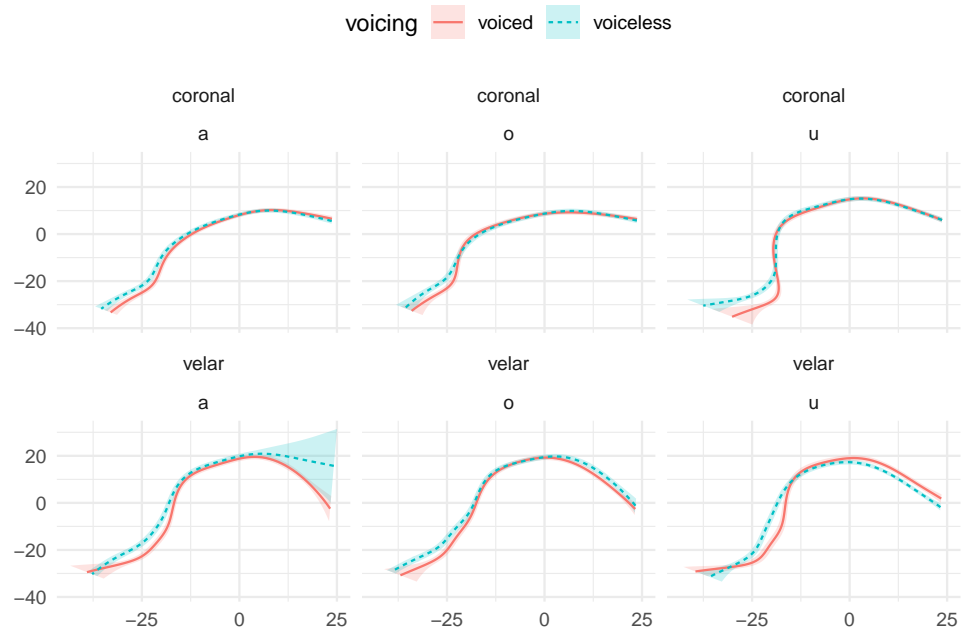 voicing voiced voiceless
coronal coronal coronal
a o u
20
0
−20
−40
velar velar velar
a o u
20
0
−20
−40
−25 0 25 −25 0 25 −25 0 25